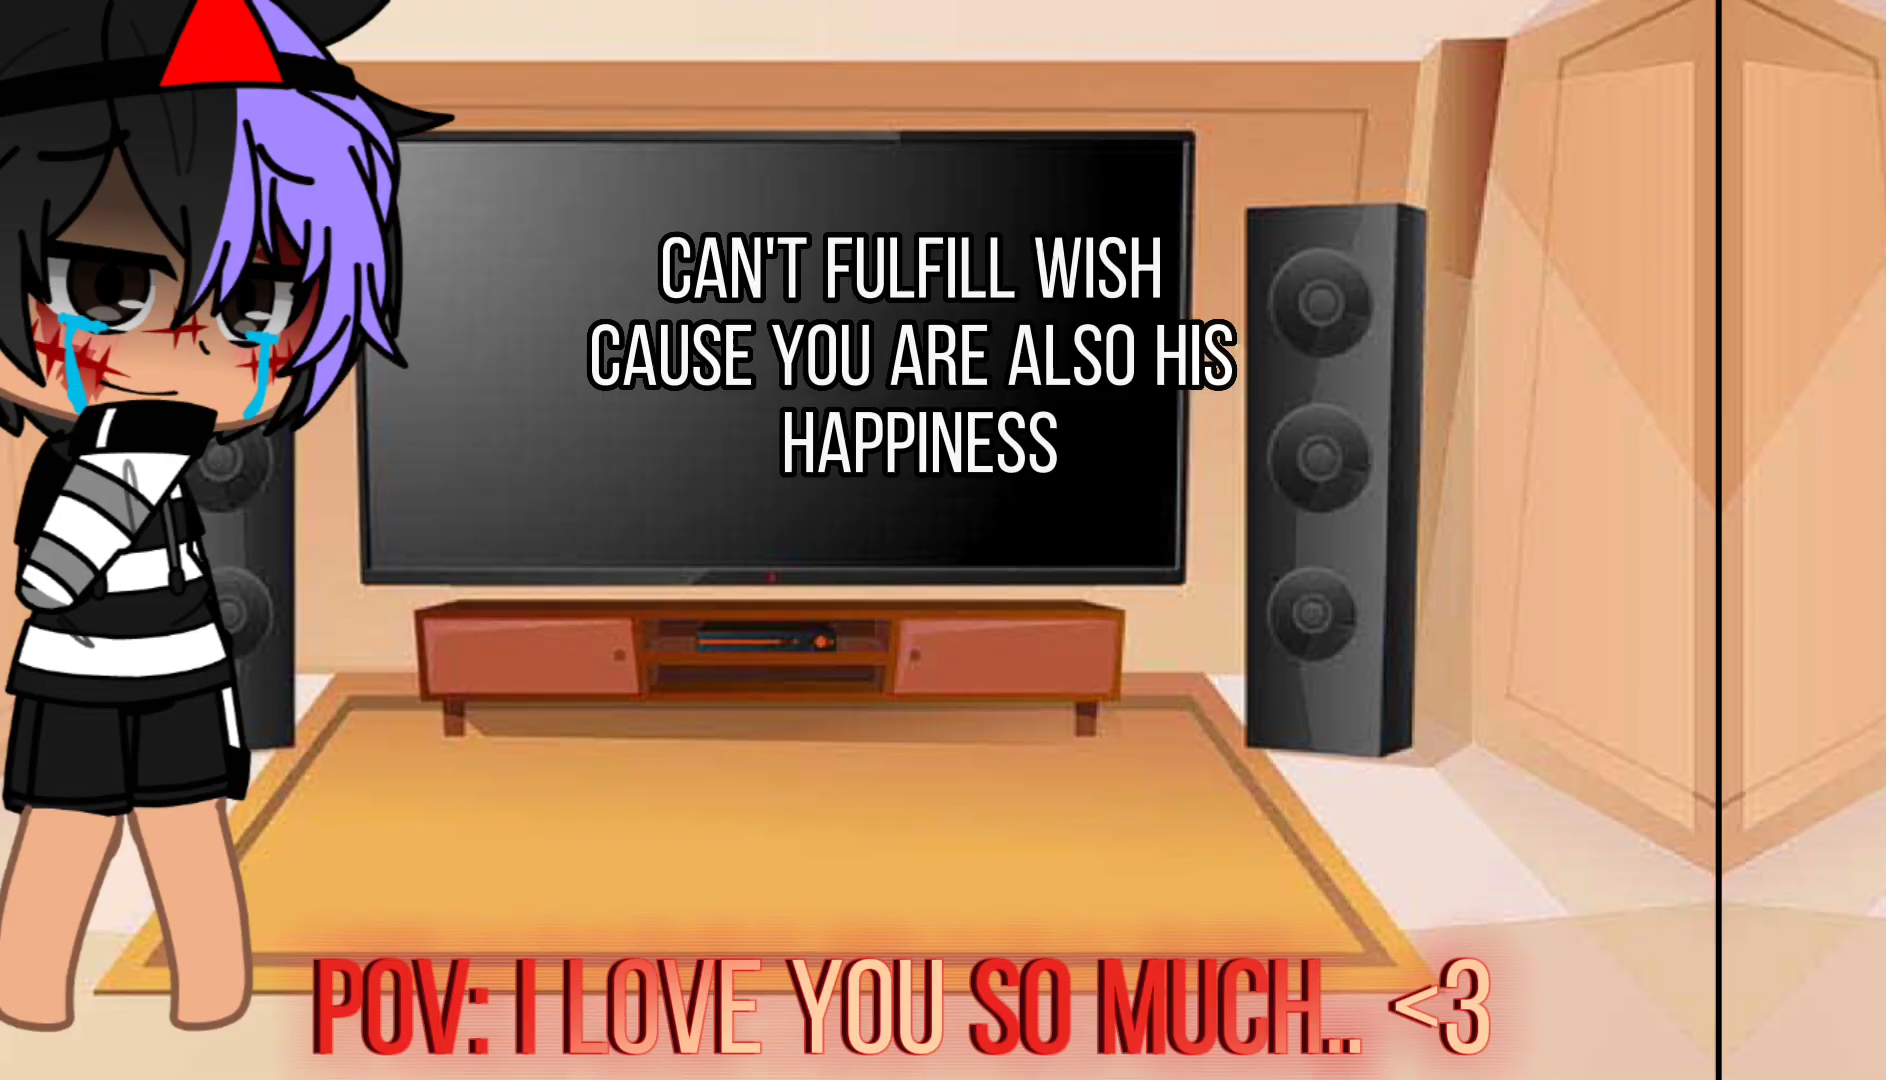 CAN'T FULFILL WISH
CAUSE YOU ARE ALSO HIS
HAPPINESS
POV: I LOVE YOU SO MUCH.. <3